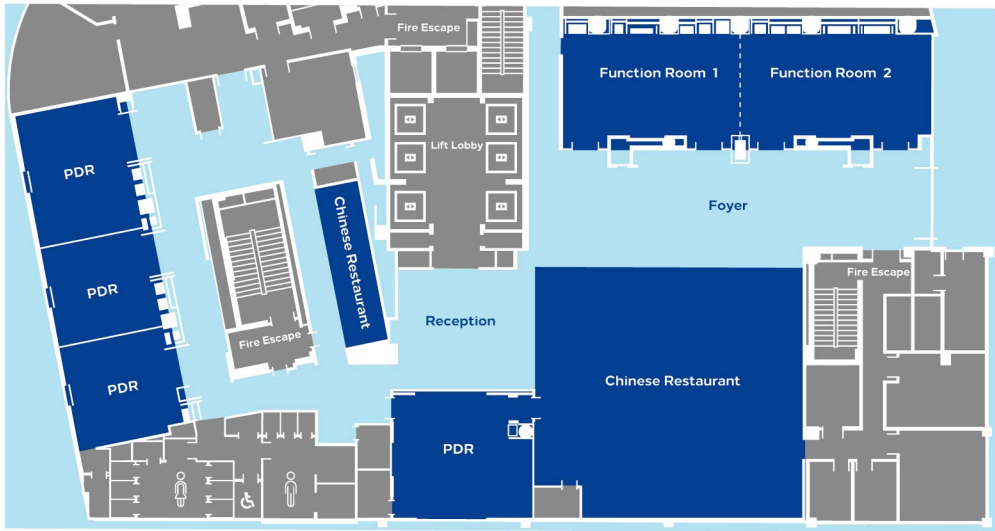 Fire Escape
Function Room 1
Function Room 2
Lift Lobby
PDR
Chinese Restaurant
Foyer
PDR
Fire Escape
Reception
Fire Escape
PDR
Chinese Restaurant
PDR